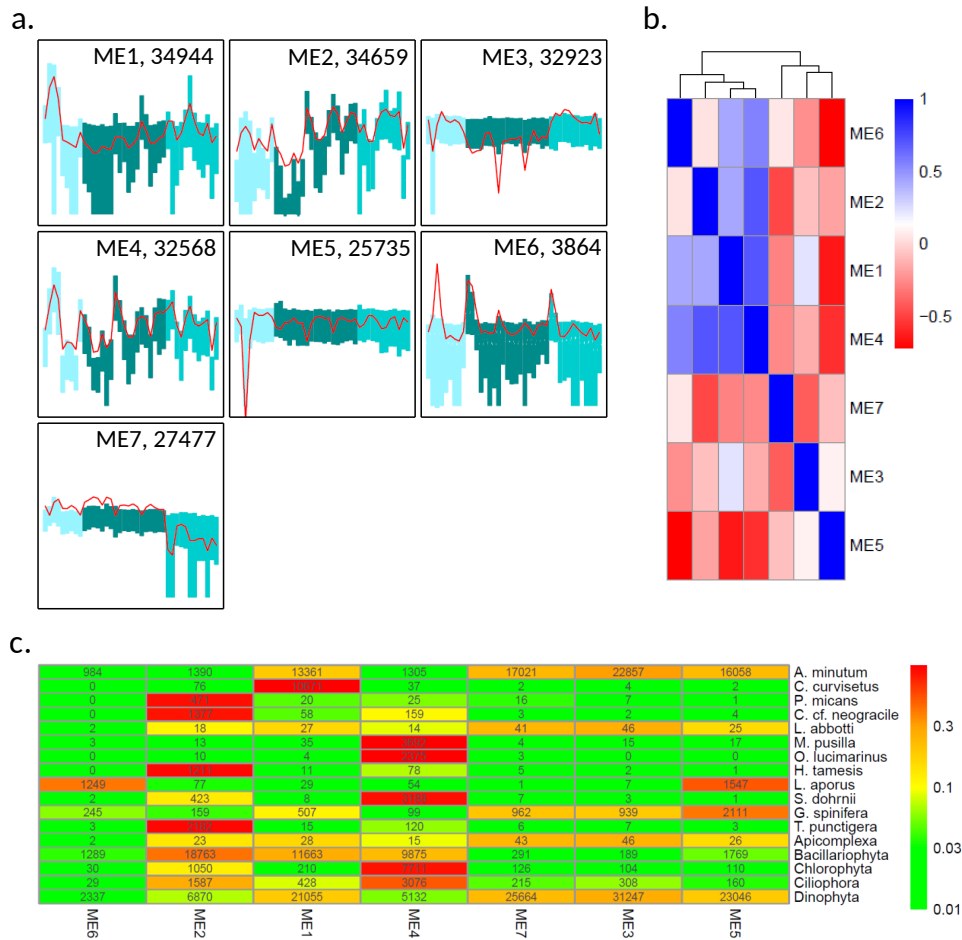 a.
ME1, 34944
ME2, 34659
ME3, 32923
ME4, 32568
ME5, 25735
ME6, 3864
ME7, 27477
b.
ME6
ME2
ME1
ME4
ME7
ME3
ME5
1
0.5
0
−0.5
c.
984 1390 13361 1305 17021 22857 16058 A. minutum
0 76 37 2 4 2 C. curvisetus
0 20 25 16 7 1 P. micans
0 1377 58 159 3 2 4 C. cf. neogracile
2 18 27 14 41 46 25 L. abbotti
3 13 35 4 15 17 M. pusilla
0 10 4 3 0 0 O. lucimarinus
0 11 78 5 2 1 H. tamesis
1249 77 29 54 1 7 1547 L. aporus
2 423 8 7 3 1 S. dohrnii
245 159 507 99 962 939 2111 G. spinifera
3 15 120 6 7 3 T. punctigera
2 23 28 15 43 46 26 Apicomplexa
1289 18763 11663 9875 291 189 1769 Bacillariophyta
30 1050 210 7711 126 104 110 Chlorophyta
29 1587 428 3076 215 308 160 Ciliophora
2337 6870 21055 5132 25664 31247 23046 Dinophyta
ME6 ME2 ME1 ME4 ME7 ME3 ME5
0.3
0.1
0.03
0.01